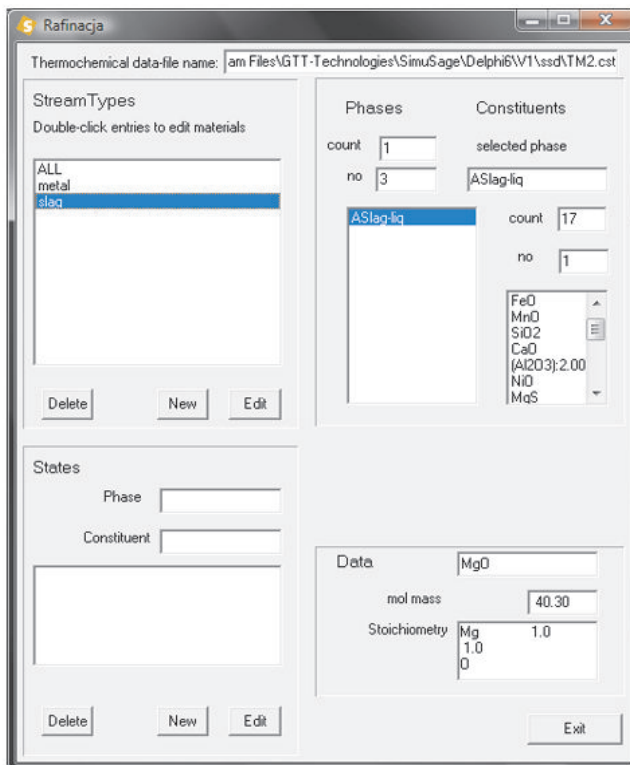 Rafinacja
Thermochemical data-file name: am Files\GTT-Technologies\SimuSage\Delphi6\V1\ssd\TM2.cst
StreamTypes
Double-click entries to edit materials
ALL
metal
slag
Delete New Edit
Phases Constituents
count 1 selected phase
no 3 ASlag-liq
ASlag-liq
count 17
no 1
FeO
MnO
SiO2
CaO
(Al2O3):2.00
NiO
MgS
States
Phase
Constituent
Delete New Edit
Data MgO
mol mass 40.30
Stoichiometry Mg 1.0
1.0
O
Exit